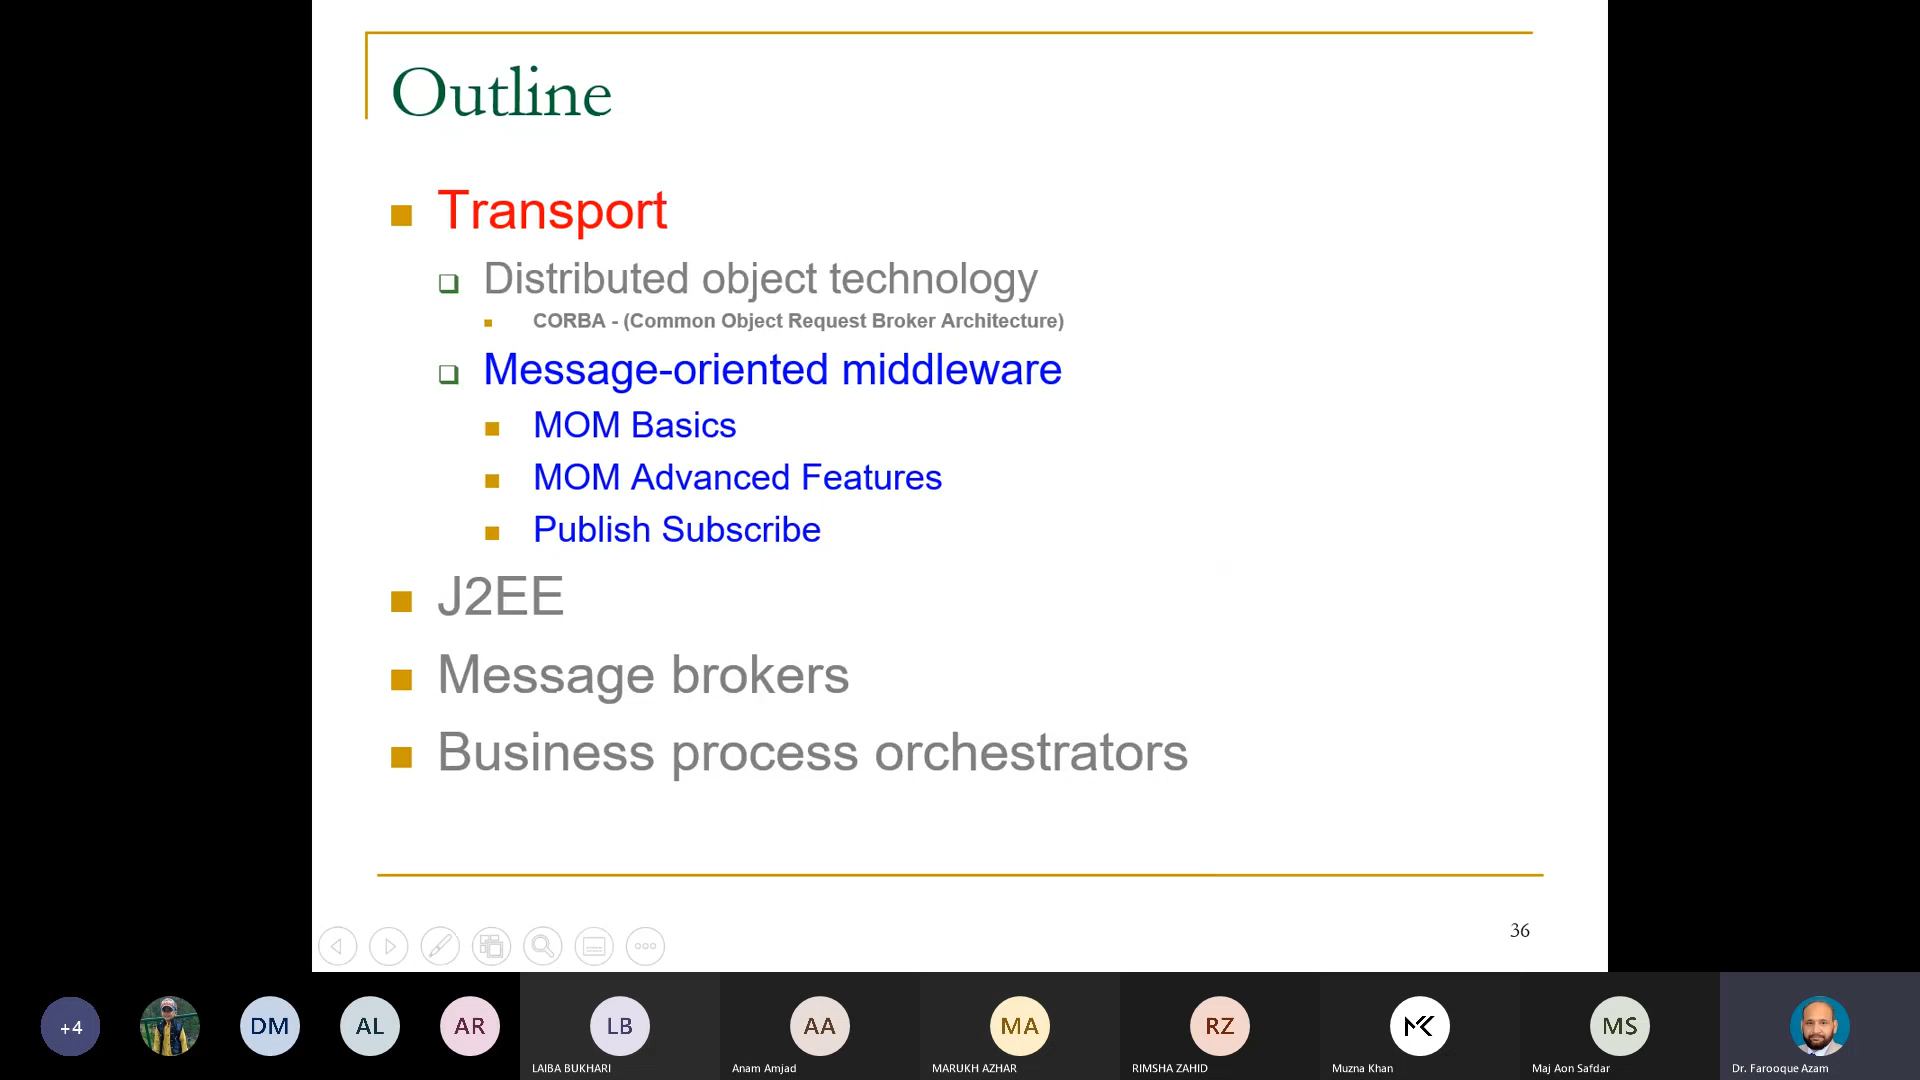 Outline
Transport
Distributed object technology
CORBA - (Common Object Request Broker Architecture)
Message-oriented middleware
MOM Basics
MOM Advanced Features
Publish Subscribe
J2EE
Message brokers
Business process orchestrators
36
+4
DM
AL
AR
LB
AA
MA
RZ
MK
MS
LAIBA BUKHARI
Anam Amjad
MARUKH AZHAR
RIMSHA ZAHID
Muzna Khan
Maj Aon Safdar
Dr. Farooque Azam